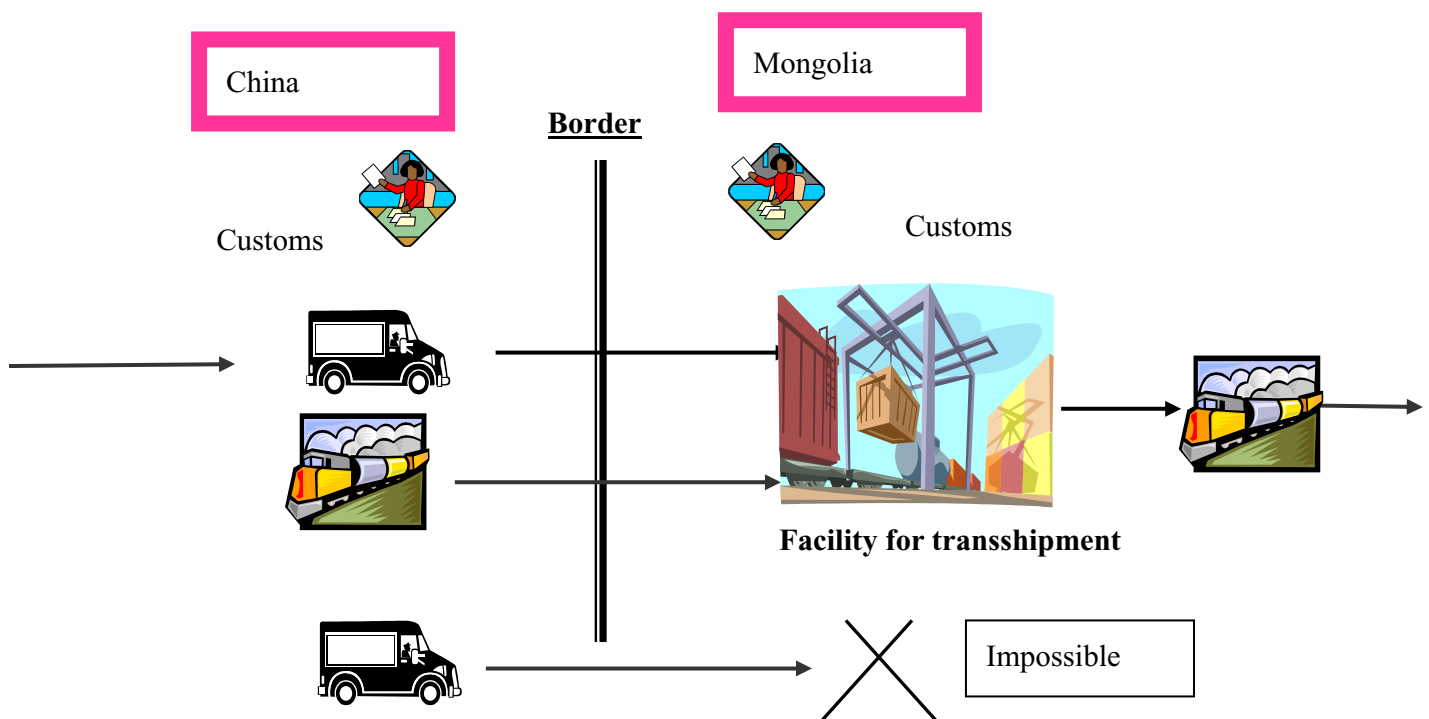 China
Mongolia
Border
Customs
Customs
Facility for transshipment
Impossible